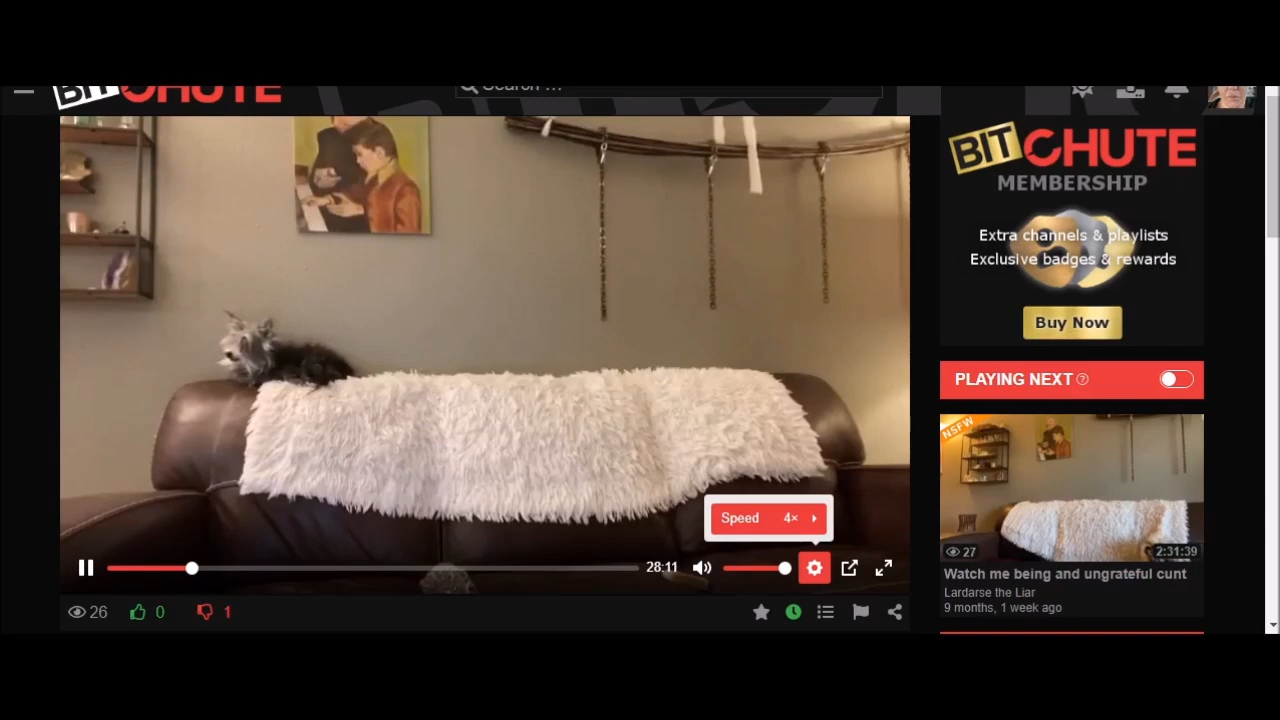 BITCHUTE
Search ...
BITCHUTE
MEMBERSHIP
Extra channels & playlists
Exclusive badges & rewards
Buy Now
PLAYING NEXT
NSFW
27
2:31:39
Watch me being and ungrateful cunt
Lardarse the Liar
9 months, 1 week ago
Speed 4×
28:11
26 0 1